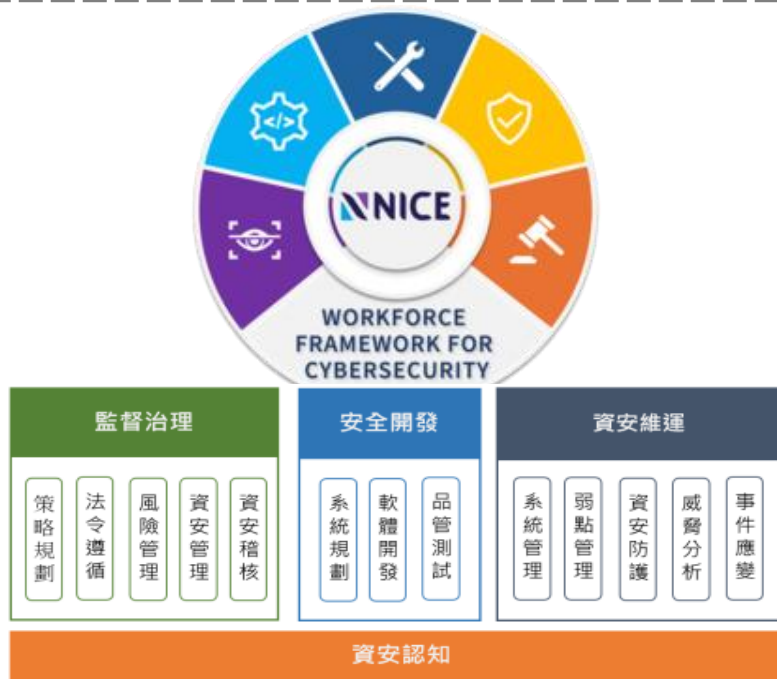 </>
NICE
WORKFORCE
FRAMEWORK FOR
CYBERSECURITY
監督治理
策略規劃
法令遵循
風險管理
資安管理
資安稽核
安全開發
系統規劃
軟體開發
品管測試
資安維運
系統管理
弱點管理
資安防護
威脅分析
事件應變
資安認知